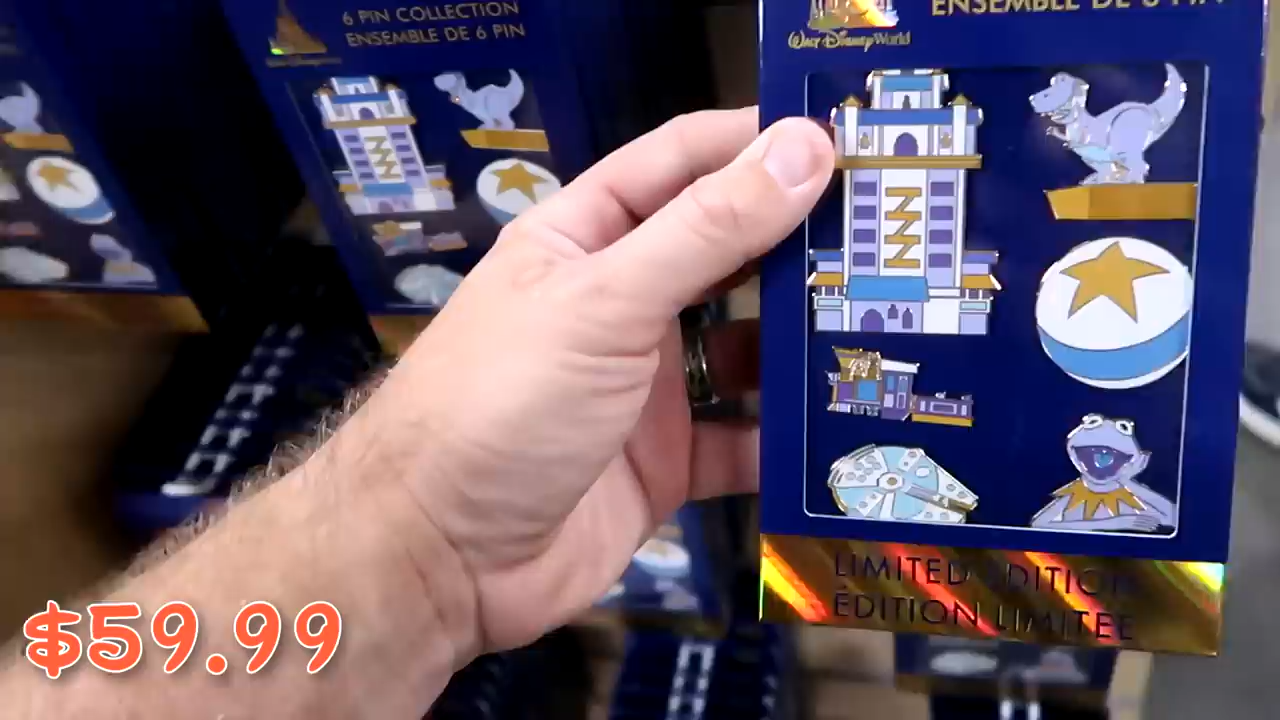 6 PIN COLLECTION
ENSEMBLE DE 6 PIN
Walt Disney World
ENSEMBLE DE 6 PIN
LIMITED EDITION
ÉDITION LIMITÉE
$59.99